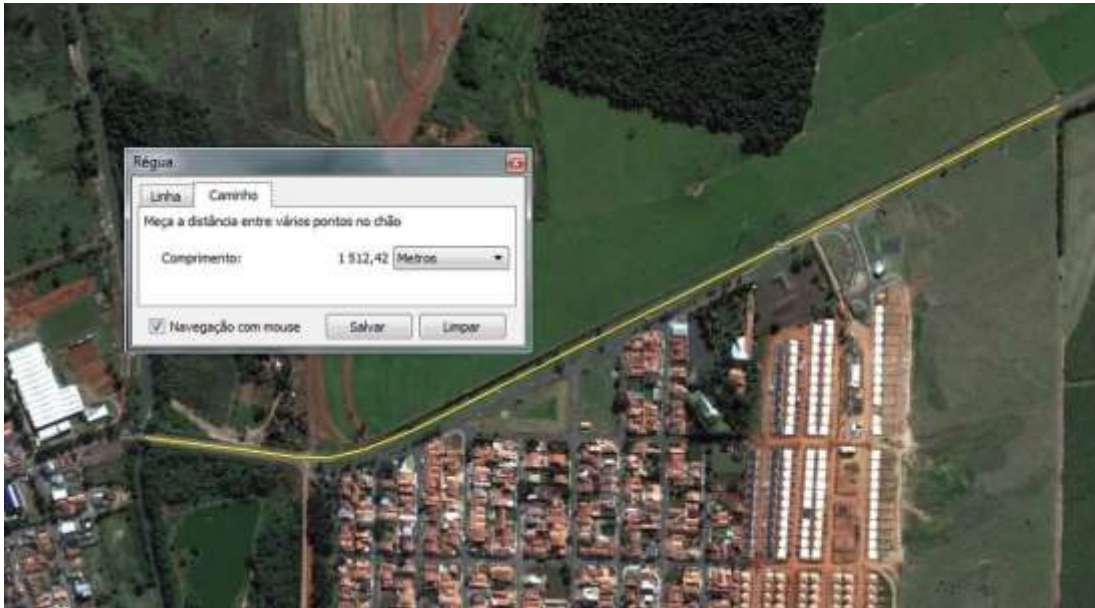 Régua
Linha Caminho
Meça a distância entre vários pontos no chão
Comprimento: 1 512,42 Metros
Navegação com mouse Salvar Limpar